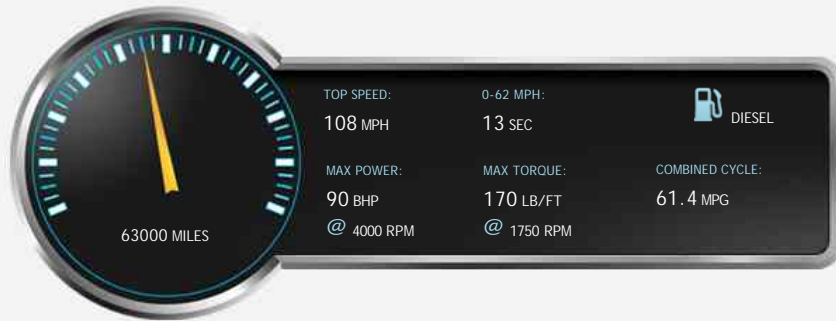 TOP SPEED:
108 MPH
0-62 MPH:
13 SEC
DIESEL
MAX POWER:
90 BHP
@ 4000 RPM
MAX TORQUE:
170 LB/FT
@ 1750 RPM
COMBINED CYCLE:
61.4 MPG
63000 MILES